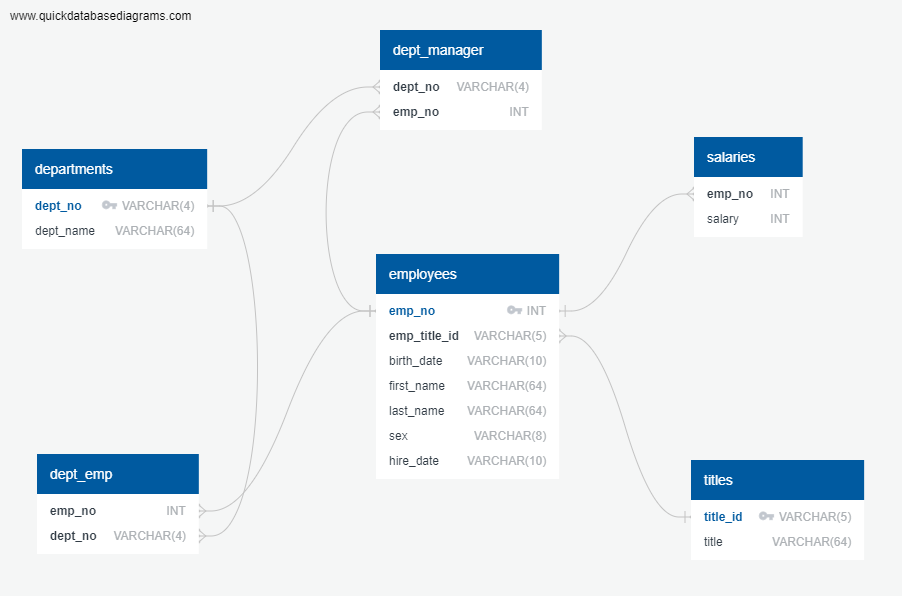 www.quickdatabasediagrams.com
dept_manager
dept_no VARCHAR(4)
emp_no INT
departments
dept_no VARCHAR(4)
dept_name VARCHAR(64)
salaries
emp_no INT
salary INT
employees
emp_no INT
emp_title_id VARCHAR(5)
birth_date VARCHAR(10)
first_name VARCHAR(64)
last_name VARCHAR(64)
sex VARCHAR(8)
hire_date VARCHAR(10)
dept_emp
emp_no INT
dept_no VARCHAR(4)
titles
title_id VARCHAR(5)
title VARCHAR(64)